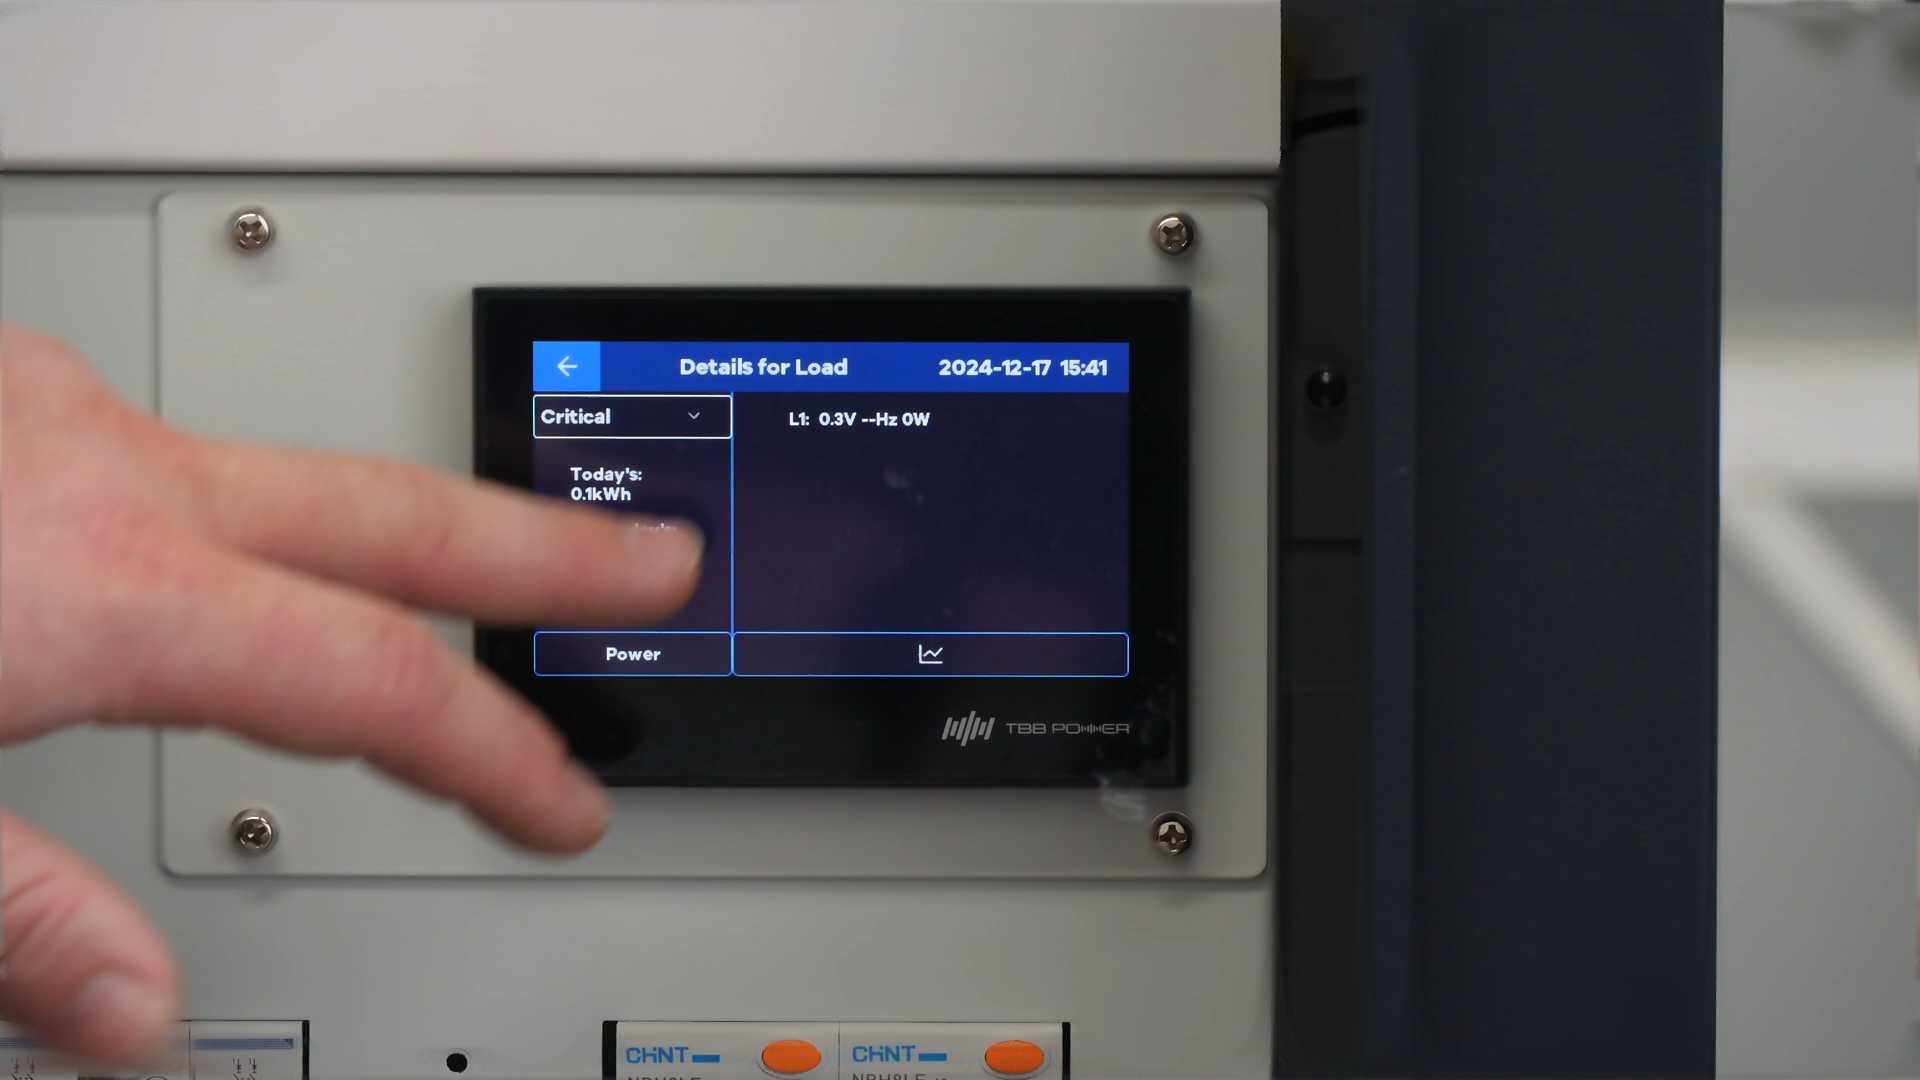 Details for Load
2024-12-17 15:41
Critical
L1: 0.3V --Hz 0W
Today's:
0.1kWh
Power
TBB POWER
CHNT
CHNT